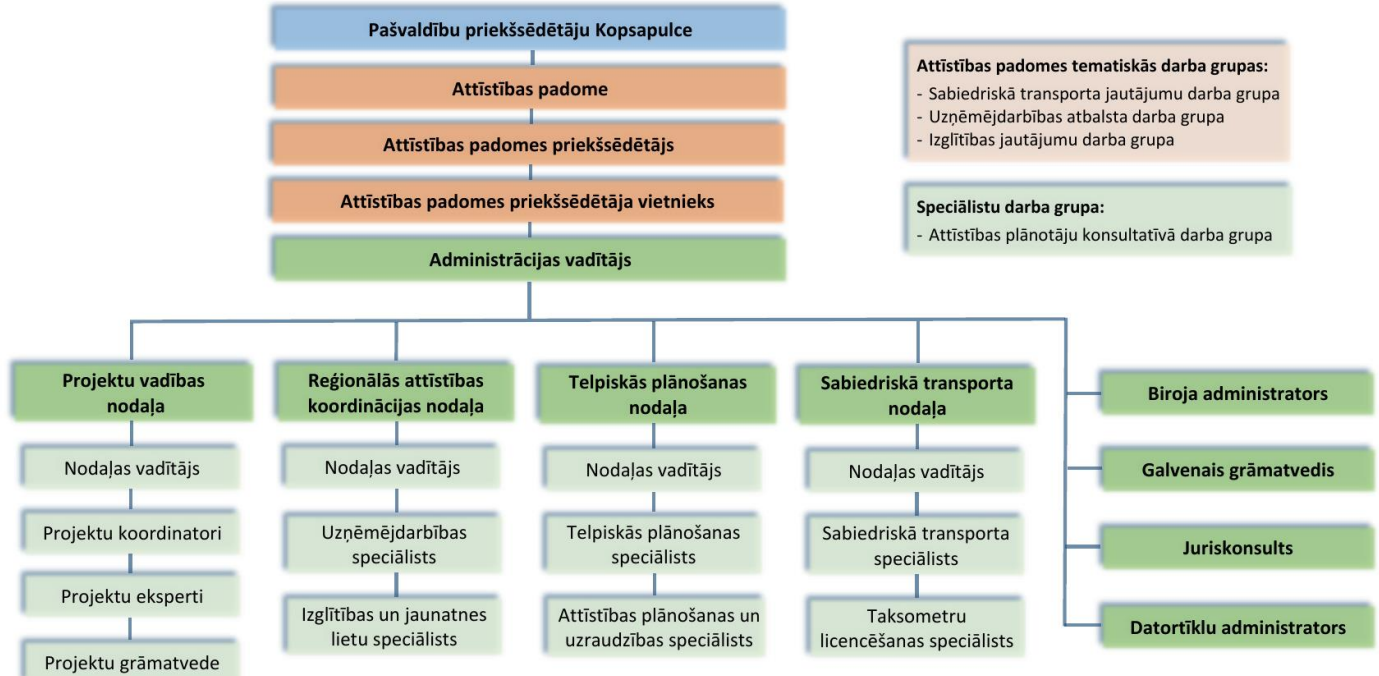 Pašvaldību priekšsēdētāju Kopsapulce
Attīstības padome
Attīstības padomes priekšsēdētājs
Attīstības padomes priekšsēdētāja vietnieks
Administrācijas vadītājs
Attīstības padomes tematiskās darba grupas:
- Sabiedriskā transporta jautājumu darba grupa
- Uzņēmējdarbības atbalsta darba grupa
- Izglītības jautājumu darba grupa
Speciālistu darba grupa:
- Attīstības plānotāju konsultatīvā darba grupa
Projektu vadības
nodaļa
Nodaļas vadītājs
Projektu koordinatori
Projektu eksperti
Projektu grāmatvede
Reģionālās attīstības
koordinācijas nodaļa
Nodaļas vadītājs
Uzņēmējdarbības
speciālists
Izglītības un jaunatnes
lietu speciālists
Telpiskās plānošanas
nodaļa
Nodaļas vadītājs
Telpiskās plānošanas
speciālists
Attīstības plānošanas un
uzraudzības speciālists
Sabiedriskā transporta
nodaļa
Nodaļas vadītājs
Sabiedriskā transporta
speciālists
Taksometru
licencēšanas speciālists
Biroja administrators
Galvenais grāmatvedis
Juriskonsults
Datortīklu administrators